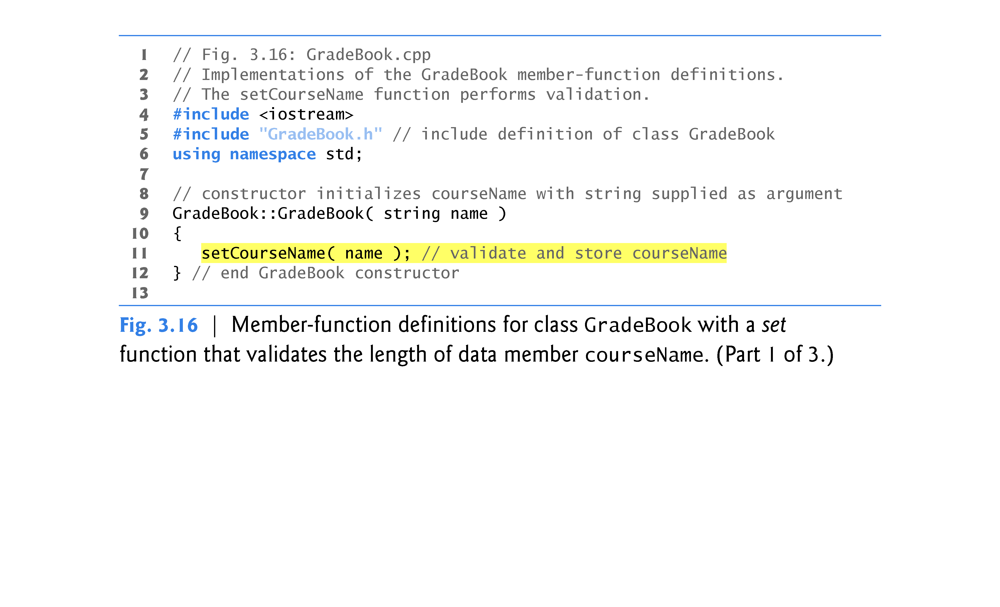 1 // Fig. 3.16: GradeBook.cpp
2 // Implementations of the GradeBook member-function definitions.
3 // The setCourseName function performs validation.
4 #include <iostream>
5 #include "GradeBook.h" // include definition of class GradeBook
6 using namespace std;
7
8 // constructor initializes courseName with string supplied as argument
9 GradeBook::GradeBook( string name )
10 {
11    setCourseName( name ); // validate and store courseName
12 } // end GradeBook constructor
13
Fig. 3.16 | Member-function definitions for class GradeBook with a set
function that validates the length of data member courseName. (Part 1 of 3.)